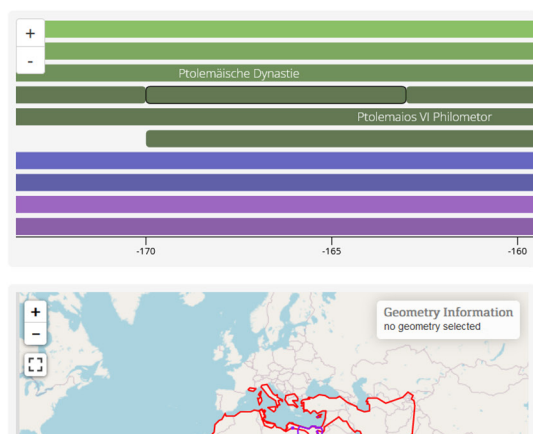 +
-
Ptolemäische Dynastie
Ptolemaios VI Philometor
-170
-165
-160
+
−
Geometry Information
no geometry selected